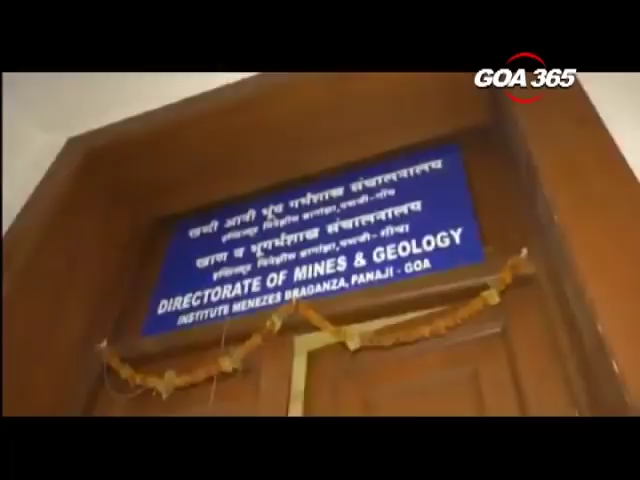 GOA 365
खणी आनी भूंय गर्भशास्त्र संचालनालय
खाण व भूगर्भशास्त्र संचालनालय
DIRECTORATE OF MINES & GEOLOGY
INSTITUTE MENEZES BRAGANZA, PANAJI - GOA